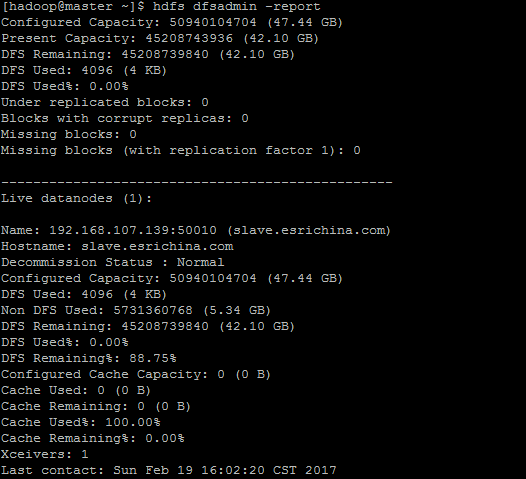 [hadoop@master ~]$ hdfs dfsadmin -report
Configured Capacity: 50940104704 (47.44 GB)
Present Capacity: 45208743936 (42.10 GB)
DFS Remaining: 45208739840 (42.10 GB)
DFS Used: 4096 (4 KB)
DFS Used%: 0.00%
Under replicated blocks: 0
Blocks with corrupt replicas: 0
Missing blocks: 0
Missing blocks (with replication factor 1): 0

-------------------------------------------------
Live datanodes (1):

Name: 192.168.107.139:50010 (slave.esrichina.com)
Hostname: slave.esrichina.com
Decommission Status : Normal
Configured Capacity: 50940104704 (47.44 GB)
DFS Used: 4096 (4 KB)
Non DFS Used: 5731360768 (5.34 GB)
DFS Remaining: 45208739840 (42.10 GB)
DFS Used%: 0.00%
DFS Remaining%: 88.75%
Configured Cache Capacity: 0 (0 B)
Cache Used: 0 (0 B)
Cache Remaining: 0 (0 B)
Cache Used%: 100.00%
Cache Remaining%: 0.00%
Xceivers: 1
Last contact: Sun Feb 19 16:02:20 CST 2017